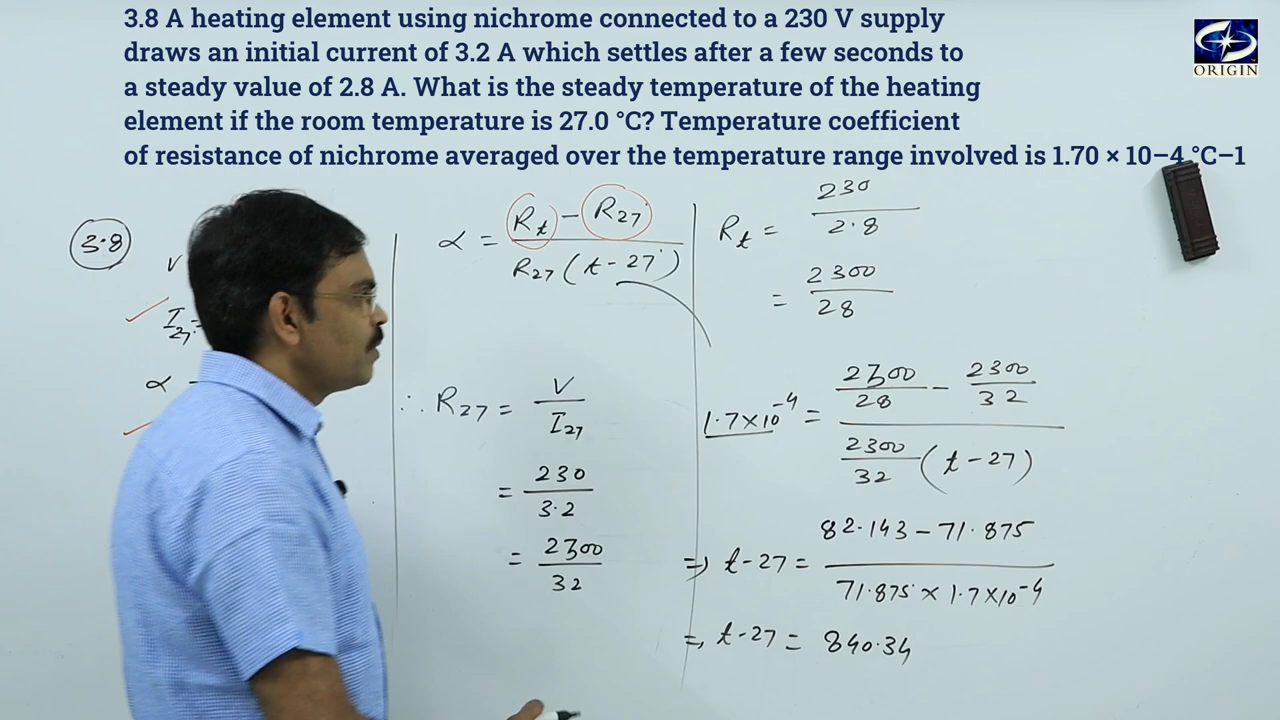 3.8 A heating element using nichrome connected to a 230 V supply
draws an initial current of 3.2 A which settles after a few seconds to
a steady value of 2.8 A. What is the steady temperature of the heating
element if the room temperature is 27.0 °C? Temperature coefficient
of resistance of nichrome averaged over the temperature range involved is 1.70 × 10−4 °C−1
ORIGIN
3.8
V
I27 =
α -
α = Rt - R27 / R27 (t - 27)
∴ R27 = V / I27
= 230 / 3.2
= 2300 / 32
Rt = 230 / 2.8
= 2300 / 28
1.7×10^-4 = 2300/28 - 2300/32 / 2300/32 (t - 27)
⇒ t - 27 = 82.143 - 71.875 / 71.875 × 1.7×10^-4
⇒ t - 27 = 840.34